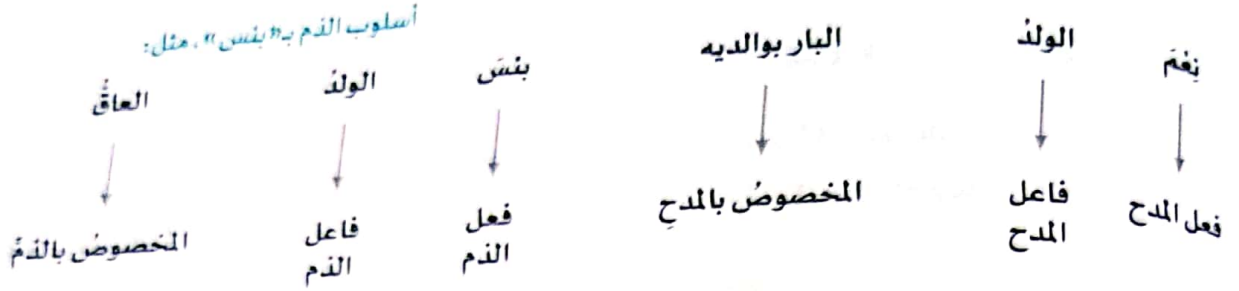 نِعْمَ الولدُ البار بوالديه
فعل المدح فاعل المدح المخصوصُ بالمدحِ
أسلوب الذم بـ«بئس»، مثل:
بئسَ الولدُ العاقُّ
فعل الذم فاعل الذم المخصوصُ بالذمِّ